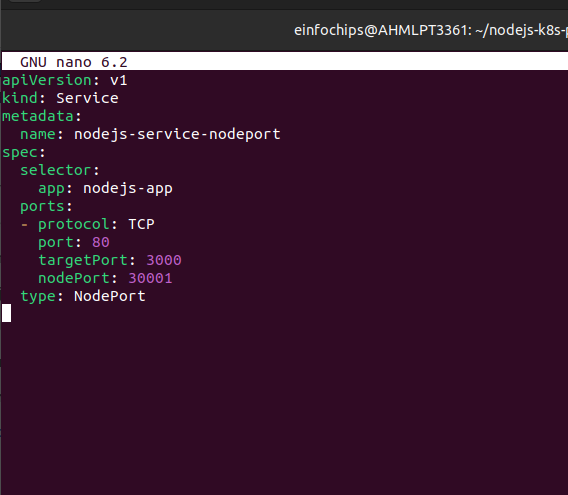 einfochips@AHMLPT3361: ~/nodejs-k8s-p
GNU nano 6.2
apiVersion: v1
kind: Service
metadata:
  name: nodejs-service-nodeport
spec:
  selector:
    app: nodejs-app
  ports:
  - protocol: TCP
    port: 80
    targetPort: 3000
    nodePort: 30001
  type: NodePort